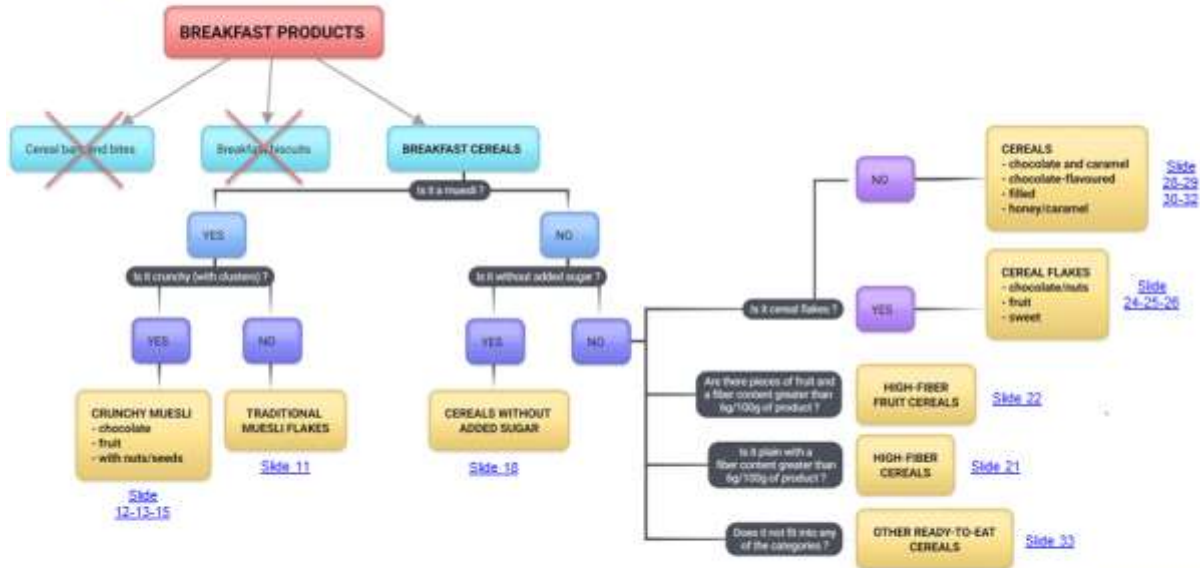 BREAKFAST PRODUCTS
Cereal bars and bites
Breakfast biscuits
BREAKFAST CEREALS
Is it a muesli ?
YES
NO
Is it crunchy (with clusters) ?
Is it without added sugar ?
YES
NO
YES
NO
CRUNCHY MUESLI
- chocolate
- fruit
- with nuts/seeds
Slide
12-13-15
TRADITIONAL
MUESLI FLAKES
Slide 11
CEREALS WITHOUT
ADDED SUGAR
Slide 18
Is it cereal flakes ?
NO
CEREALS
- chocolate and caramel
- chocolate-flavoured
- filled
- honey/caramel
Slide
28-29
30-32
YES
CEREAL FLAKES
- chocolate/nuts
- fruit
- sweet
Slide
24-25-26
Are there pieces of fruit and
a fiber content greater than
6g/100g of product ?
HIGH-FIBER
FRUIT CEREALS
Slide 22
Is it plain with a
fiber content greater than
6g/100g of product ?
HIGH-FIBER
CEREALS
Slide 21
Does it not fit into any
of the categories ?
OTHER READY-TO-EAT
CEREALS
Slide 33